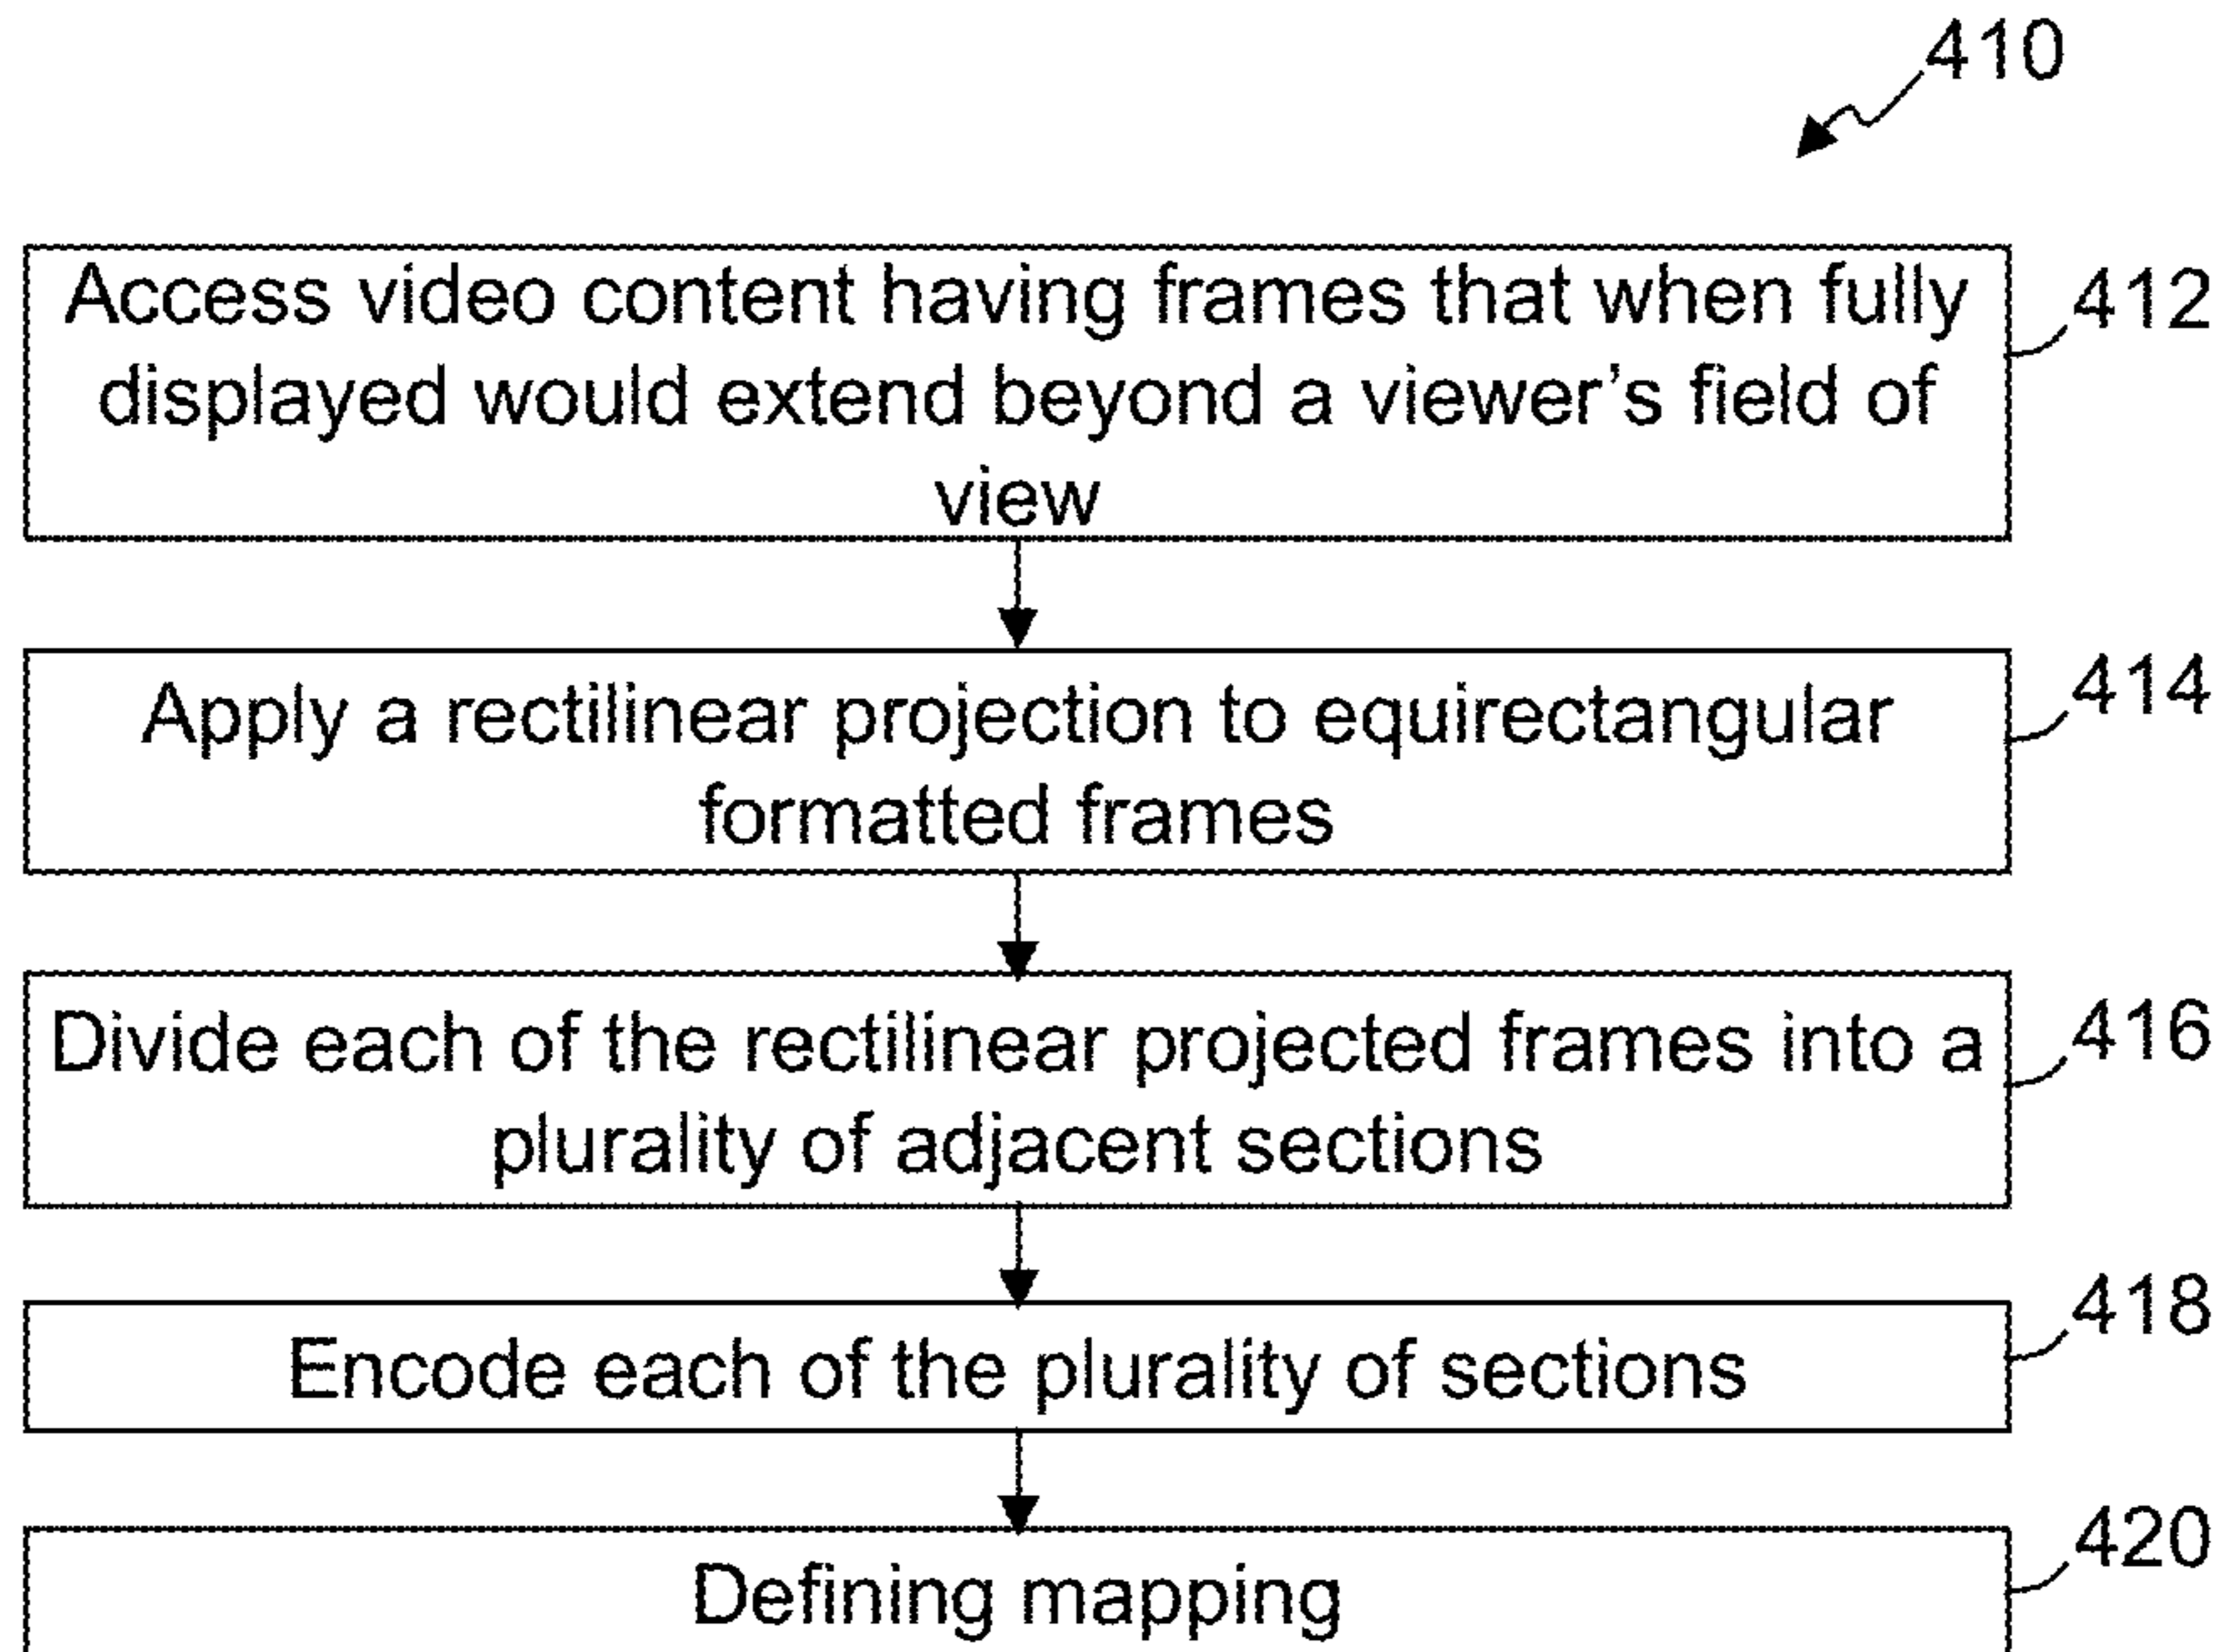 410
Access video content having frames that when fully
412
displayed would extend beyond a viewer’s field of
view
Apply a rectilinear projection to equirectangular
414
formatted frames
Divide each of the rectilinear projected frames into a
416
plurality of adjacent sections
Encode each of the plurality of sections
418
Defining mapping
420